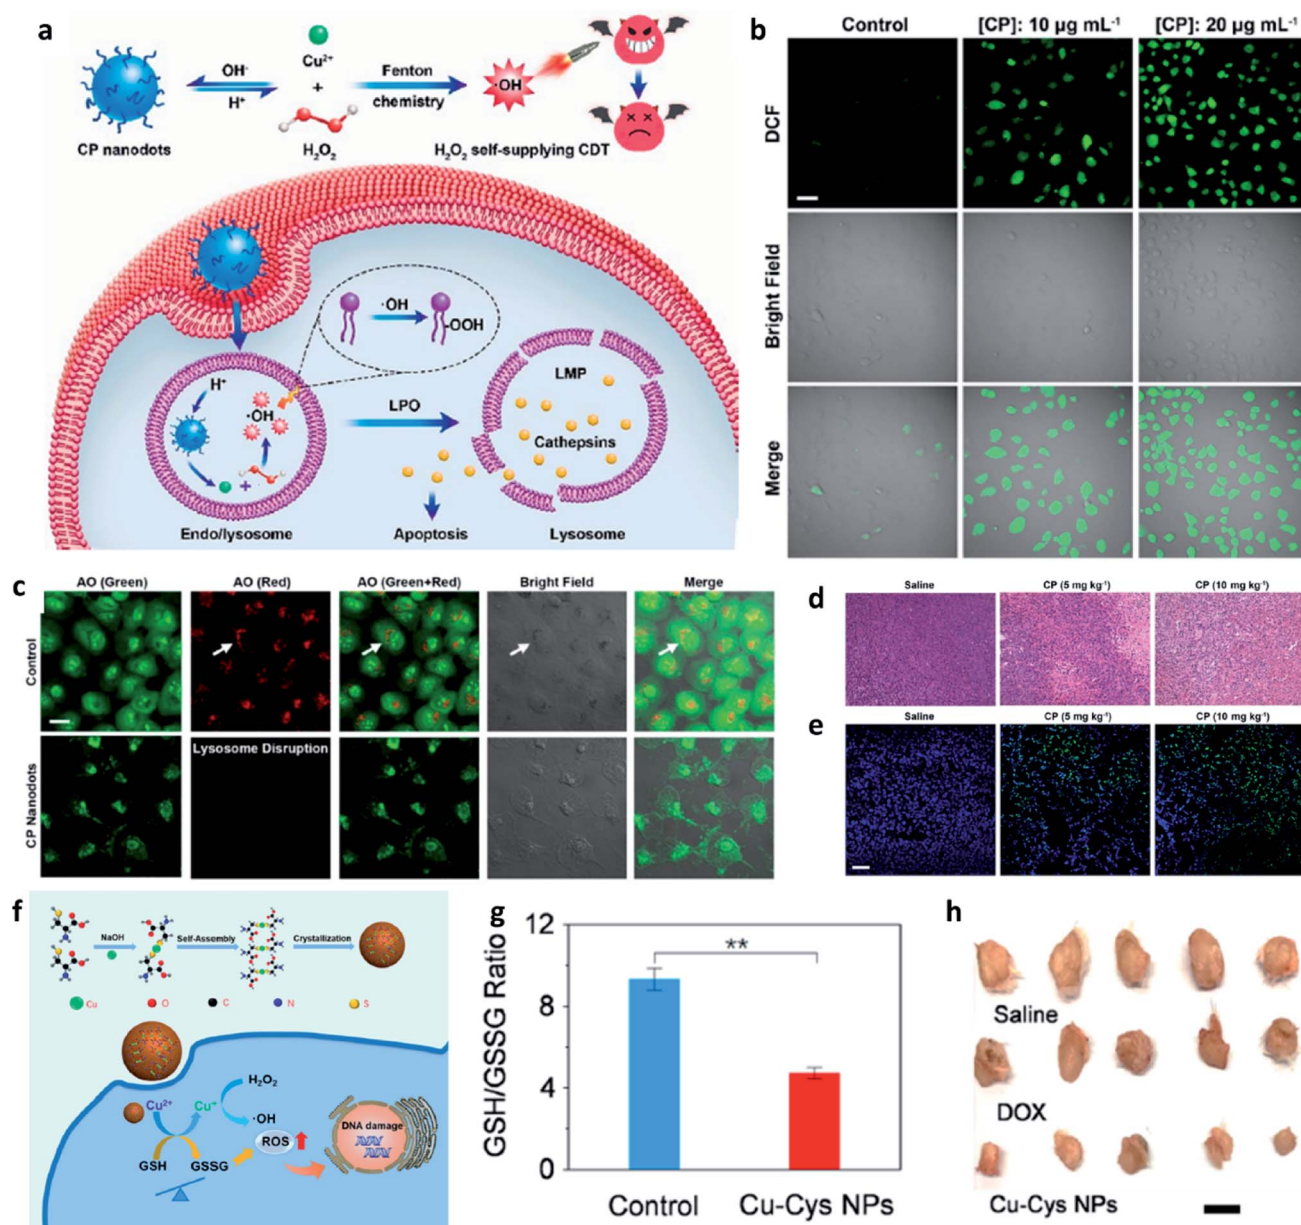 a
OH⁻
H⁺
Cu²⁺
+
H₂O₂
Fenton
chemistry
·OH
CP nanodots
H₂O₂ self-supplying CDT
·OH
-OOH
H⁺
·OH
+
LPO
LMP
Cathepsins
Endo/lysosome
Apoptosis
Lysosome
b
Control
[CP]: 10 µg mL⁻¹
[CP]: 20 µg mL⁻¹
DCF
Bright Field
Merge
c
AO (Green)
AO (Red)
AO (Green+Red)
Bright Field
Merge
Control
Lysosome Disruption
CP Nanodots
d
Saline
CP (5 mg kg⁻¹)
CP (10 mg kg⁻¹)
e
Saline
CP (5 mg kg⁻¹)
CP (10 mg kg⁻¹)
f
NaOH
Self-Assembly
Crystallization
Cu
O
C
N
S
H₂O₂
Cu²⁺
Cu⁺
·OH
ROS
GSH
GSSG
DNA damage
g
GSH/GSSG Ratio
12
8
4
0
**
Control
Cu-Cys NPs
h
Saline
DOX
Cu-Cys NPs